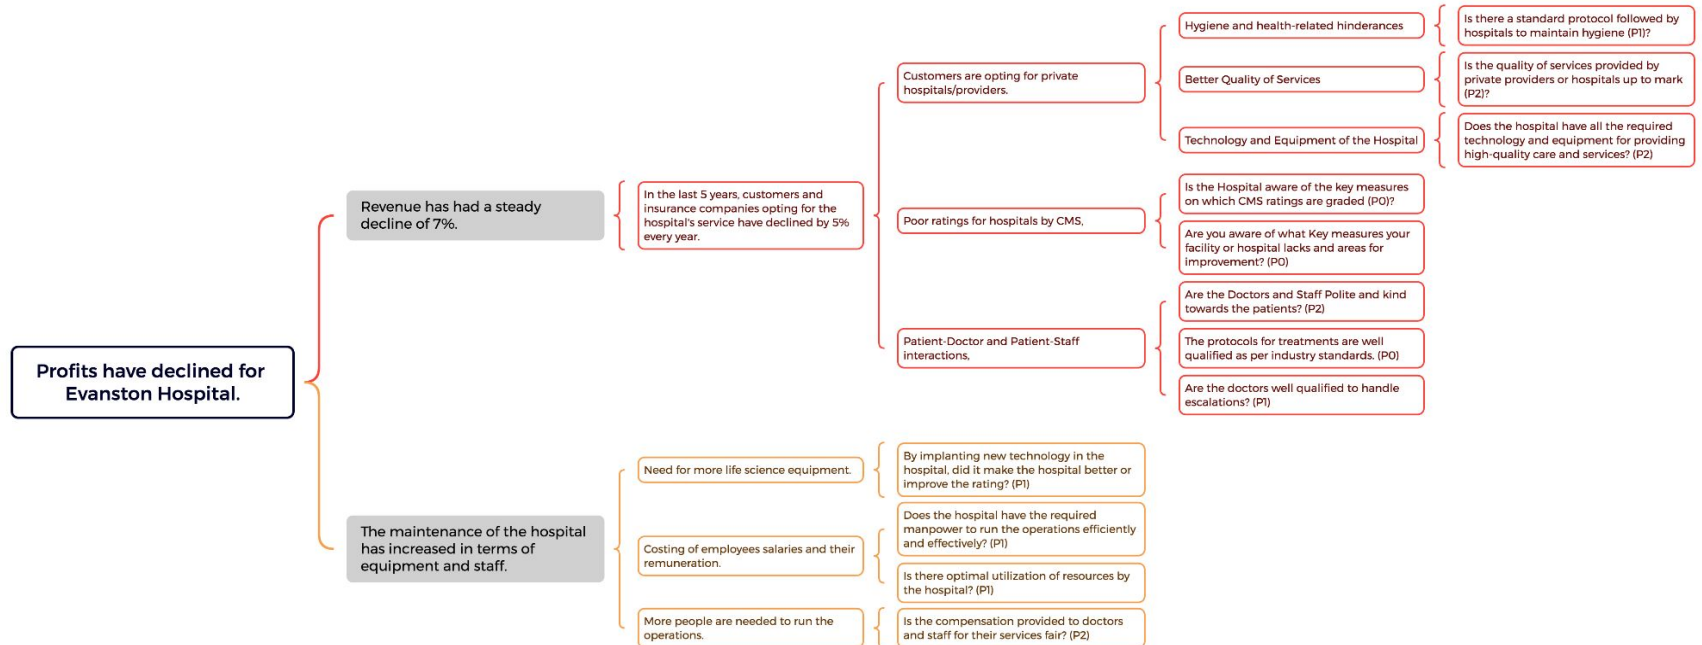 Profits have declined for
Evanston Hospital.
Revenue has had a steady
decline of 7%.
In the last 5 years, customers and
insurance companies opting for the
hospital's service have declined by 5%
every year.
Customers are opting for private
hospitals/providers.
Hygiene and health-related hinderances
Is there a standard protocol followed by
hospitals to maintain hygiene (P1)?
Better Quality of Services
Is the quality of services provided by
private providers or hospitals up to mark
(P2)?
Technology and Equipment of the Hospital
Does the hospital have all the required
technology and equipment for providing
high-quality care and services? (P2)
Poor ratings for hospitals by CMS,
Is the Hospital aware of the key measures
on which CMS ratings are graded (P0)?
Are you aware of what Key measures your
facility or hospital lacks and areas for
improvement? (P0)
Patient-Doctor and Patient-Staff
interactions,
Are the Doctors and Staff Polite and kind
towards the patients? (P2)
The protocols for treatments are well
qualified as per industry standards. (P0)
Are the doctors well qualified to handle
escalations? (P1)
The maintenance of the hospital
has increased in terms of
equipment and staff.
Need for more life science equipment.
By implanting new technology in the
hospital, did it make the hospital better or
improve the rating? (P1)
Costing of employees salaries and their
remuneration.
Does the hospital have the required
manpower to run the operations efficiently
and effectively? (P1)
Is there optimal utilization of resources by
the hospital? (P1)
More people are needed to run the
operations.
Is the compensation provided to doctors
and staff for their services fair? (P2)